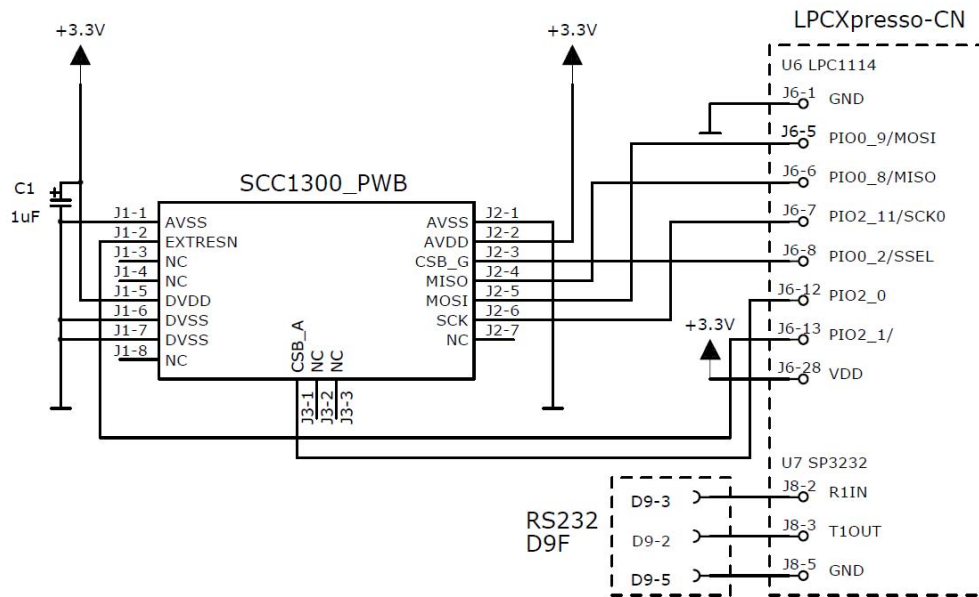 LPCXpresso-CN
+3.3V
+3.3V
U6 LPC1114
J6-1 GND
J6-5 PIO0_9/MOSI
J6-6 PIO0_8/MISO
J6-7 PIO2_11/SCK0
J6-8 PIO0_2/SSEL
J6-12 PIO2_0
J6-13 PIO2_1/
+3.3V
J6-28 VDD
C1
1uF
+
SCC1300_PWB
J1-1 AVSS
J1-2 EXTRESN
J1-3 NC
J1-4 NC
J1-5 DVDD
J1-6 DVSS
J1-7 DVSS
J1-8 NC
AVSS J2-1
AVDD J2-2
CSB_G J2-3
MISO J2-4
MOSI J2-5
SCK J2-6
NC J2-7
CSB_A
NC
NC
J3-1
J3-2
J3-3
U7 SP3232
J8-2 R1IN
J8-3 T1OUT
J8-5 GND
RS232
D9F
D9-3
D9-2
D9-5